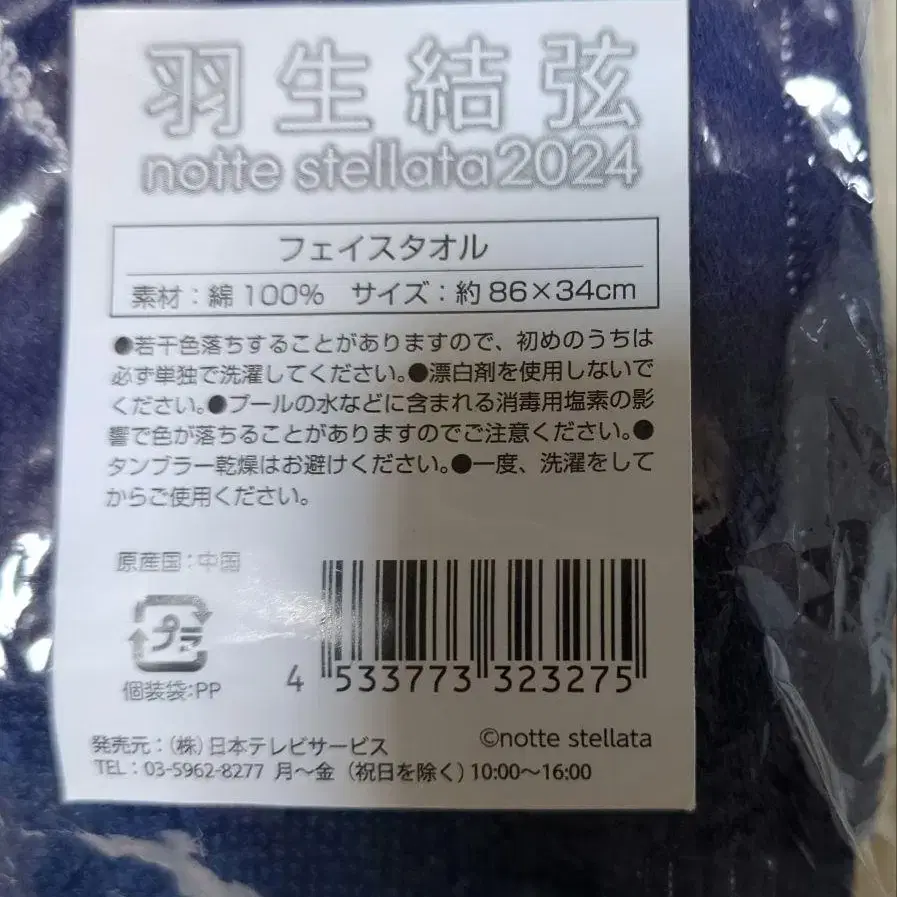 羽生結弦
notte stellata2024
フェイスタオル
素材：綿100%　サイズ：約86×34cm
●若干色落ちすることがありますので、初めのうちは
必ず単独で洗濯してください。●漂白剤を使用しないで
ください。●プールの水などに含まれる消毒用塩素の影
響で色が落ちることがありますのでご注意ください。●
タンブラー乾燥はお避けください。●一度、洗濯をして
からご使用ください。
原産国：中国
プラ
個装袋:PP
4 533773 323275
©notte stellata
発売元：(株)日本テレビサービス
TEL：03-5962-8277 月～金（祝日を除く）10:00～16:00